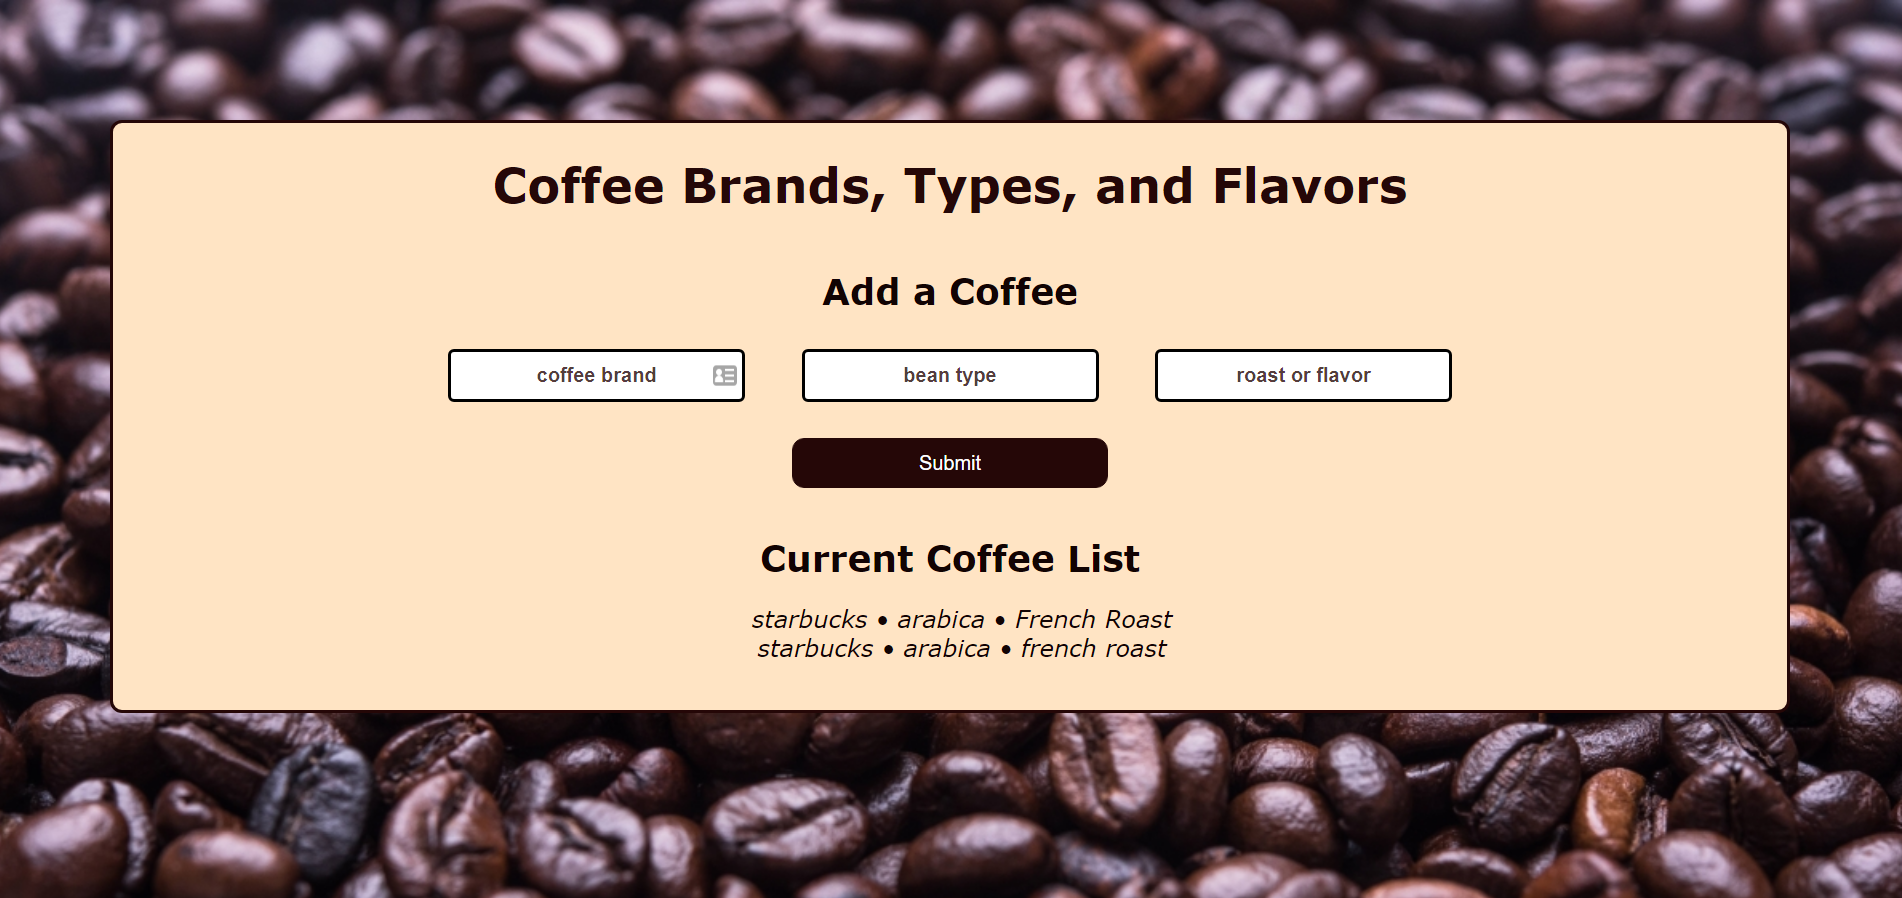 Coffee Brands, Types, and Flavors
Add a Coffee
coffee brand
bean type
roast or flavor
Submit
Current Coffee List
starbucks • arabica • French Roast
starbucks • arabica • french roast